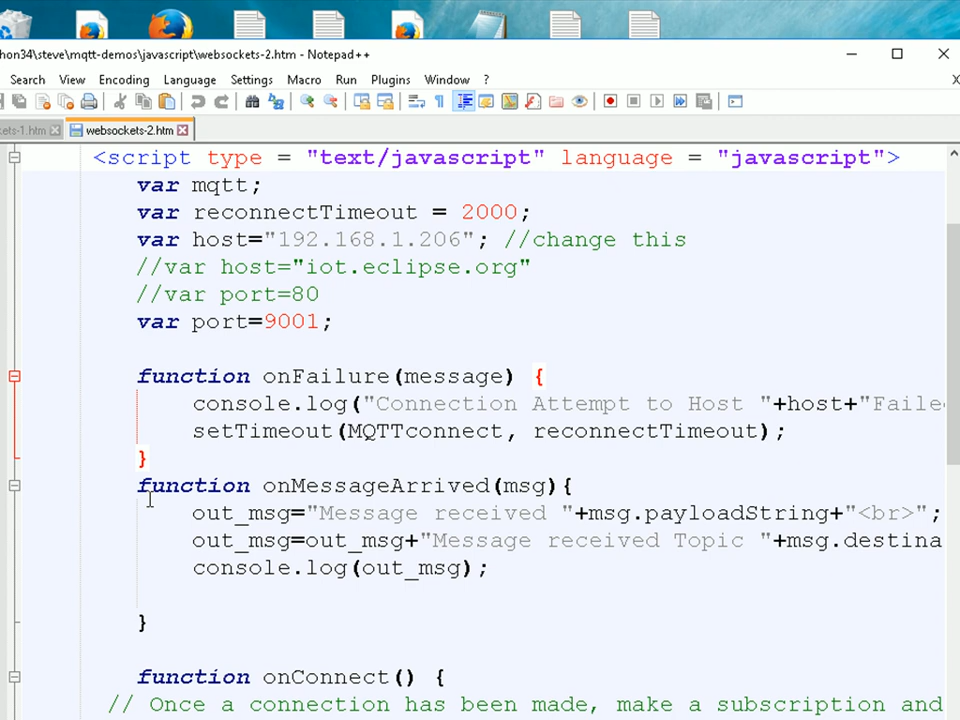 hon34\steve\mqtt-demos\javascript\websockets-2.htm - Notepad++
Search View Encoding Language Settings Macro Run Plugins Window ? X
ets-1.htm websockets-2.htm
<script type = "text/javascript" language = "javascript">
var mqtt;
var reconnectTimeout = 2000;
var host="192.168.1.206"; //change this
//var host="iot.eclipse.org"
//var port=80
var port=9001;
function onFailure(message) {
console.log("Connection Attempt to Host "+host+"Faile
setTimeout(MQTTconnect, reconnectTimeout);
}
function onMessageArrived(msg){
out_msg="Message received "+msg.payloadString+"<br>";
out_msg=out_msg+"Message received Topic "+msg.destina
console.log(out_msg);
}
function onConnect() {
// Once a connection has been made, make a subscription and